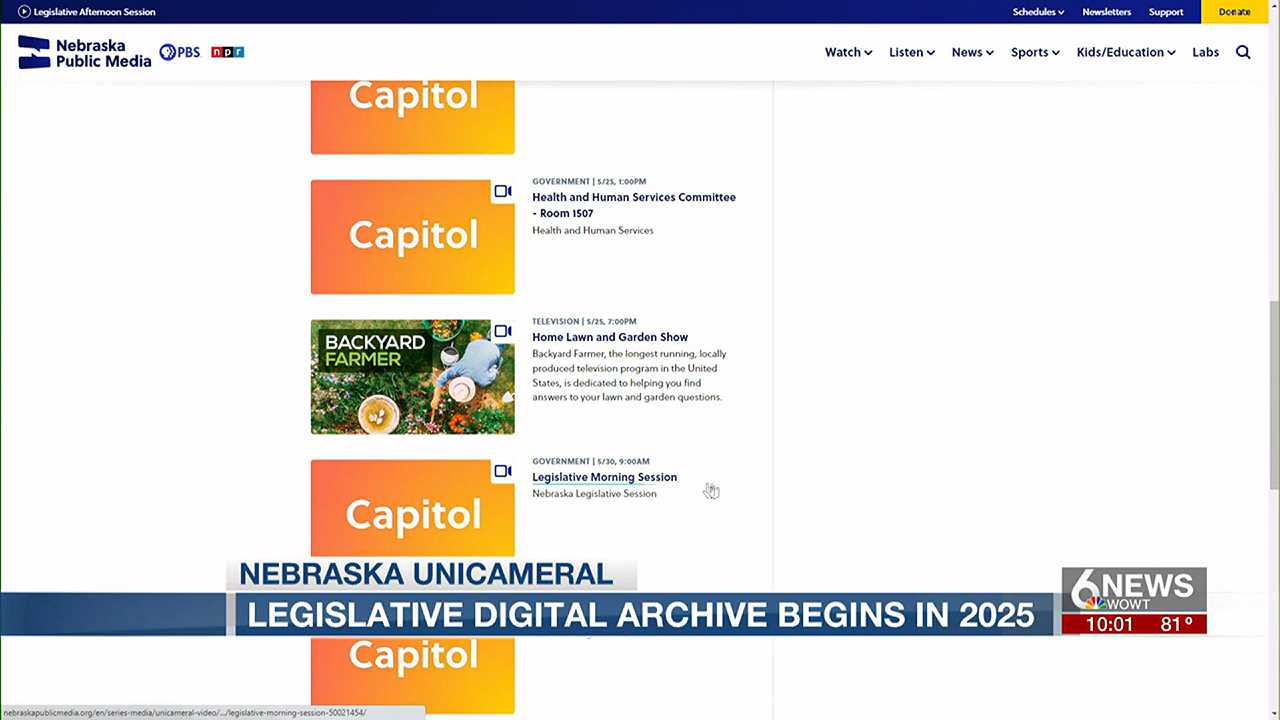 Legislative Afternoon Session
Schedules
Newsletters
Support
Donate
Nebraska
Public Media
PBS
npr
Watch
Listen
News
Sports
Kids/Education
Labs
Capitol
GOVERNMENT | 5/25, 1:00PM
Health and Human Services Committee
- Room 1507
Health and Human Services
Capitol
TELEVISION | 5/25, 7:00PM
Home Lawn and Garden Show
Backyard Farmer, the longest running, locally
produced television program in the United
States, is dedicated to helping you find
answers to your lawn and garden questions.
BACKYARD
FARMER
GOVERNMENT | 5/30, 9:00AM
Legislative Morning Session
Nebraska Legislative Session
Capitol
NEBRASKA UNICAMERAL
LEGISLATIVE DIGITAL ARCHIVE BEGINS IN 2025
6 NEWS
WOWT
10:01 81°
Capitol
nebraskapublicmedia.org/en/series-media/unicameral-video/.../legislative-morning-session-50021454/